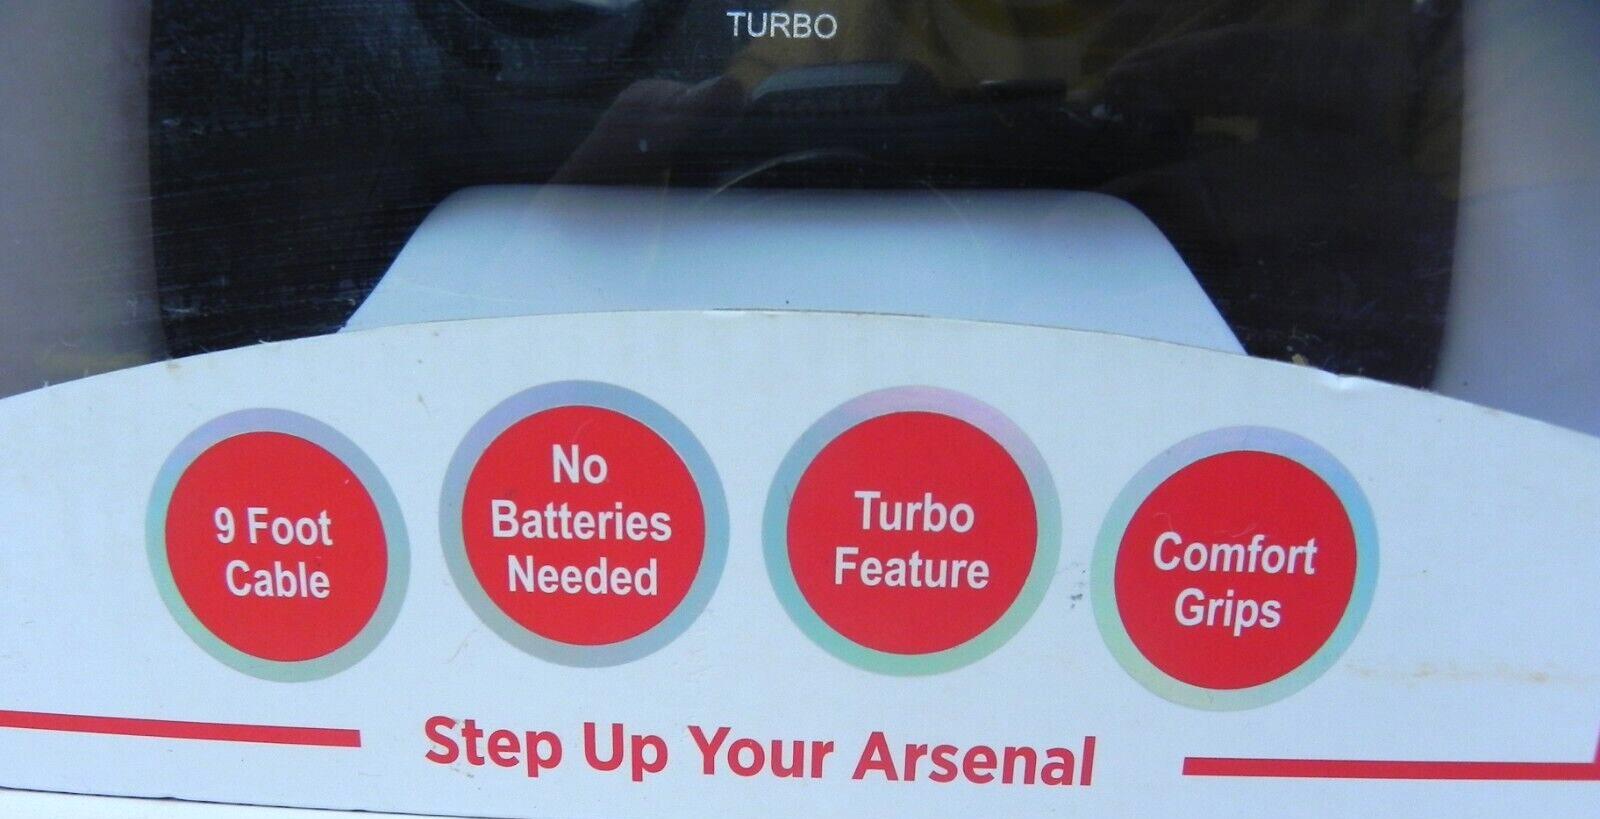 TURBO
9 Foot
Cable
No
Batteries
Needed
Turbo
Feature
Comfort
Grips
Step Up Your Arsenal